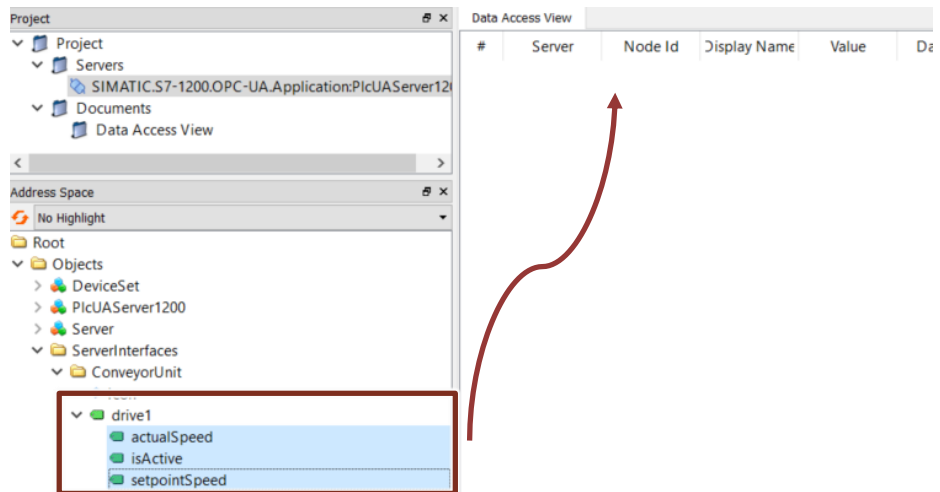 Project
Project
Servers
SIMATIC.S7-1200.OPC-UA.Application:PlcUAServer120
Documents
Data Access View
Address Space
No Highlight
Root
Objects
DeviceSet
PlcUAServer1200
Server
ServerInterfaces
ConveyorUnit
drive1
actualSpeed
isActive
setpointSpeed
Data Access View
# Server Node Id Display Name Value Da